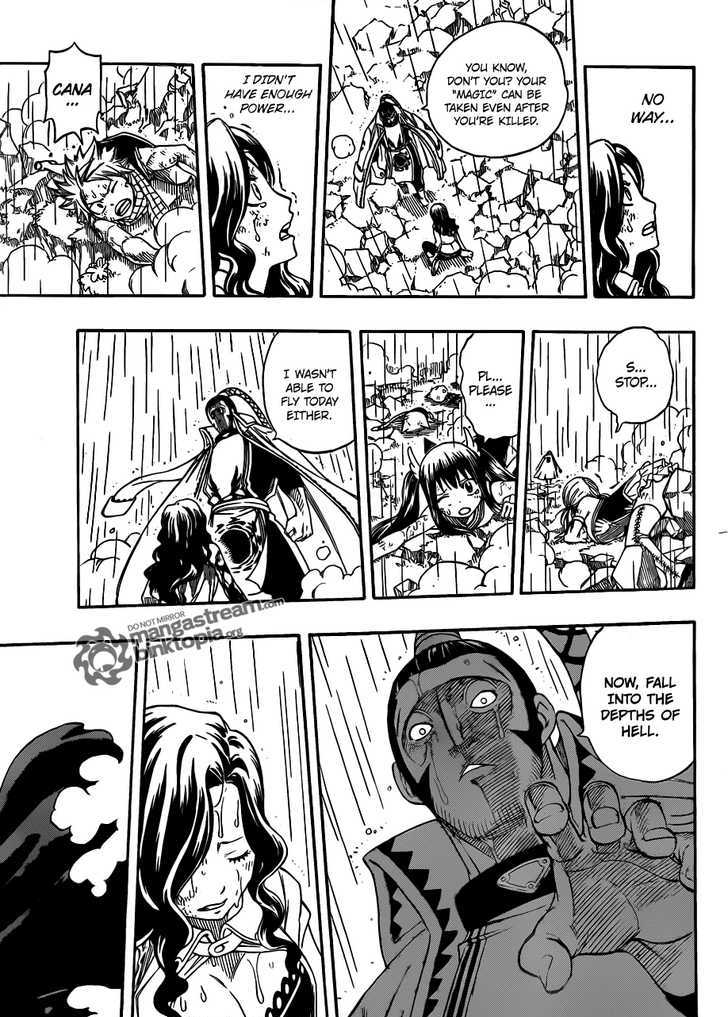 NO
WAY...
YOU KNOW,
DON'T YOU? YOUR
"MAGIC" CAN BE
TAKEN EVEN AFTER
YOU'RE KILLED.
I DIDN'T
HAVE ENOUGH
POWER...
CANA
...
S...
STOP...
PL...
PLEASE
...
I WASN'T
ABLE TO
FLY TODAY
EITHER.
DO NOT MIRROR
mangastream.com
binktopia.org
NOW, FALL
INTO THE
DEPTHS OF
HELL.